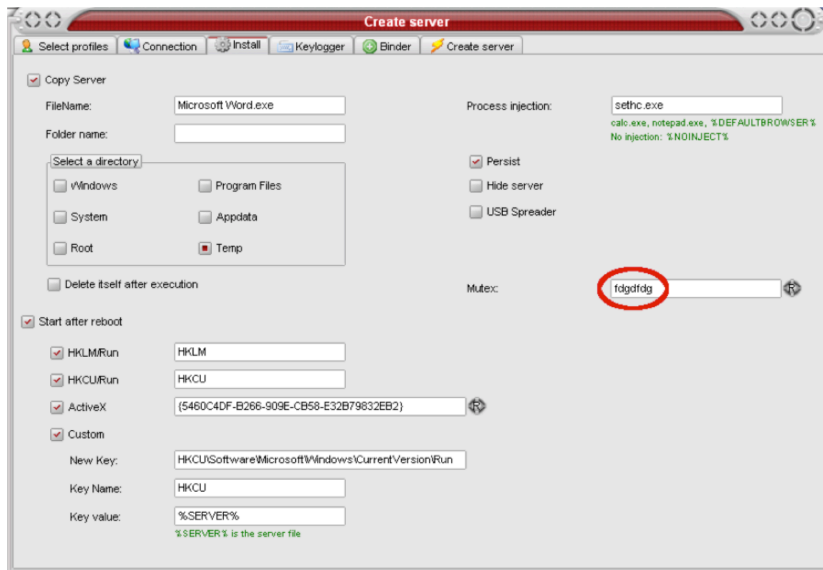 Create server
Select profiles Connection Install Keylogger Binder Create server
Copy Server
FileName: Microsoft Word.exe
Folder name:
Select a directory
Windows Program Files
System Appdata
Root Temp
Delete itself after execution
Process injection: sethc.exe
calc.exe, notepad.exe, %DEFAULTBROWSER%
No injection: %NOINJECT%
Persist
Hide server
USB Spreader
Mutex: fdgdfdg
Start after reboot
HKLM/Run HKLM
HKCU/Run HKCU
ActiveX {5460C4DF-B266-909E-CB58-E32B79832EB2}
Custom
New Key: HKCU\Software\Microsoft\Windows\CurrentVersion\Run
Key Name: HKCU
Key value: %SERVER%
%SERVER% is the server file